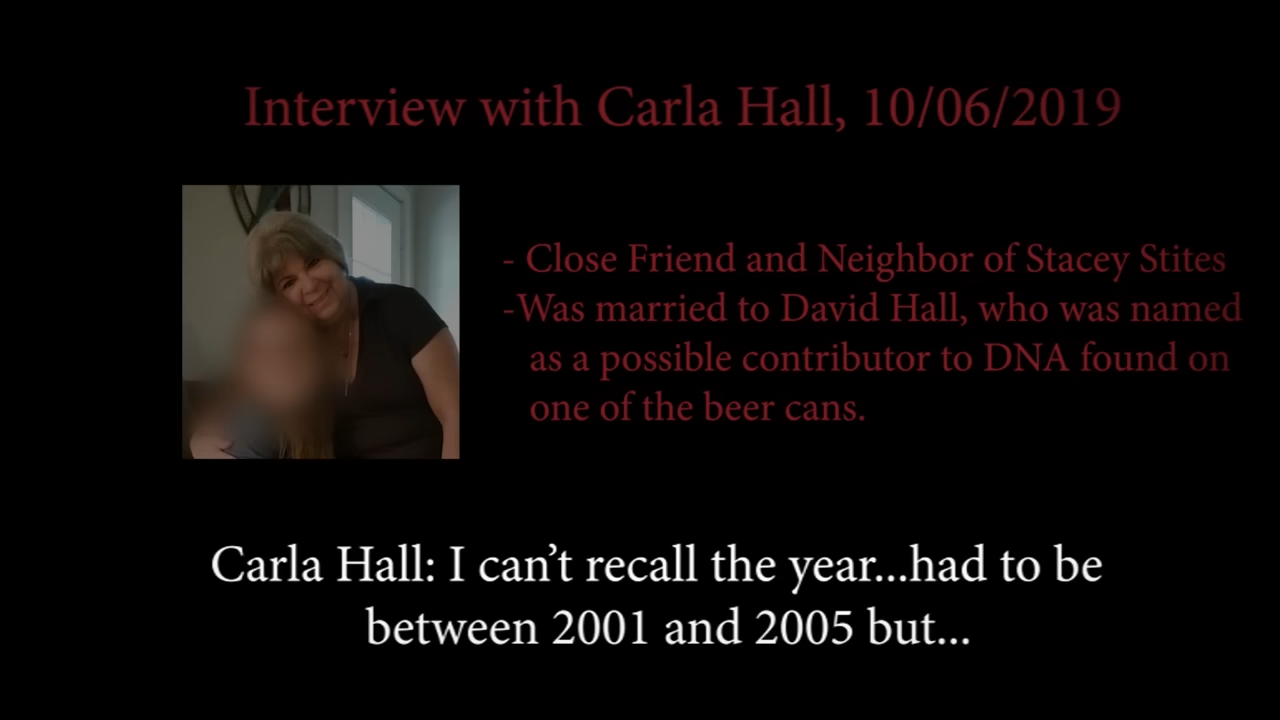 Interview with Carla Hall, 10/06/2019
- Close Friend and Neighbor of Stacey Stites
-Was married to David Hall, who was named
as a possible contributor to DNA found on
one of the beer cans.
Carla Hall: I can’t recall the year...had to be
between 2001 and 2005 but...